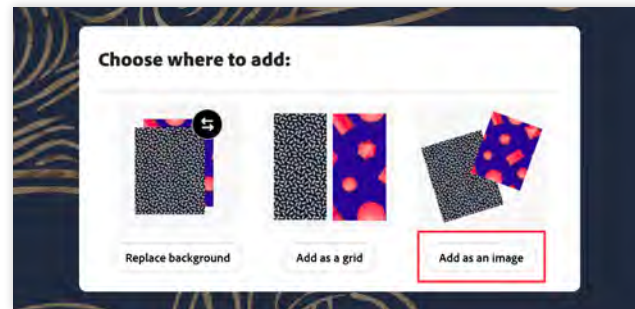 Choose where to add:
Replace background
Add as a grid
Add as an image